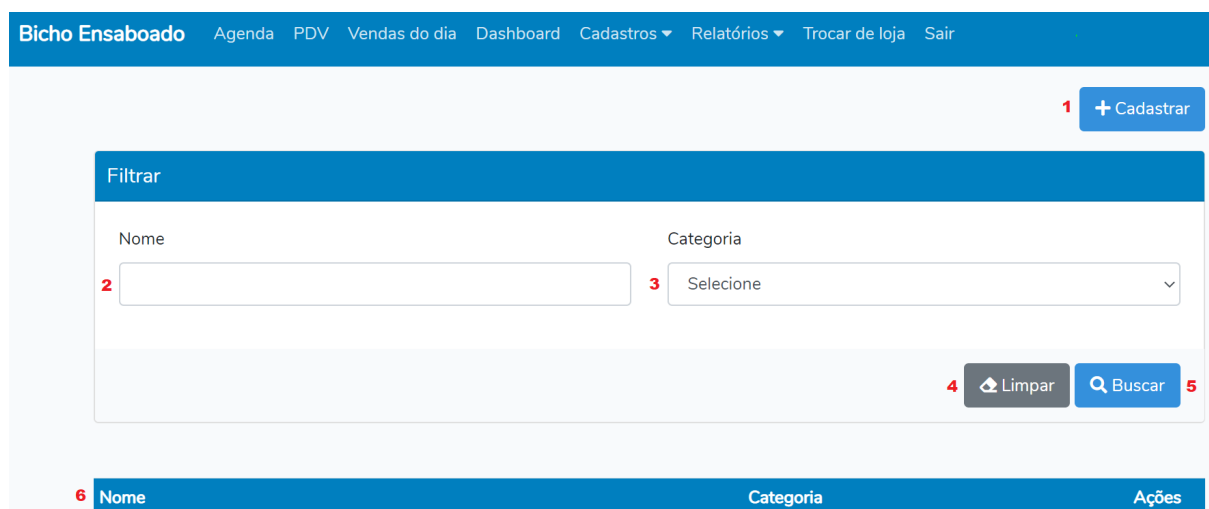 Bicho Ensaboado Agenda PDV Vendas do dia Dashboard Cadastros Relatórios Trocar de loja Sair
1 + Cadastrar
Filtrar
Nome Categoria
2 3 Selecione
4 Limpar Buscar 5
6 Nome Categoria Ações